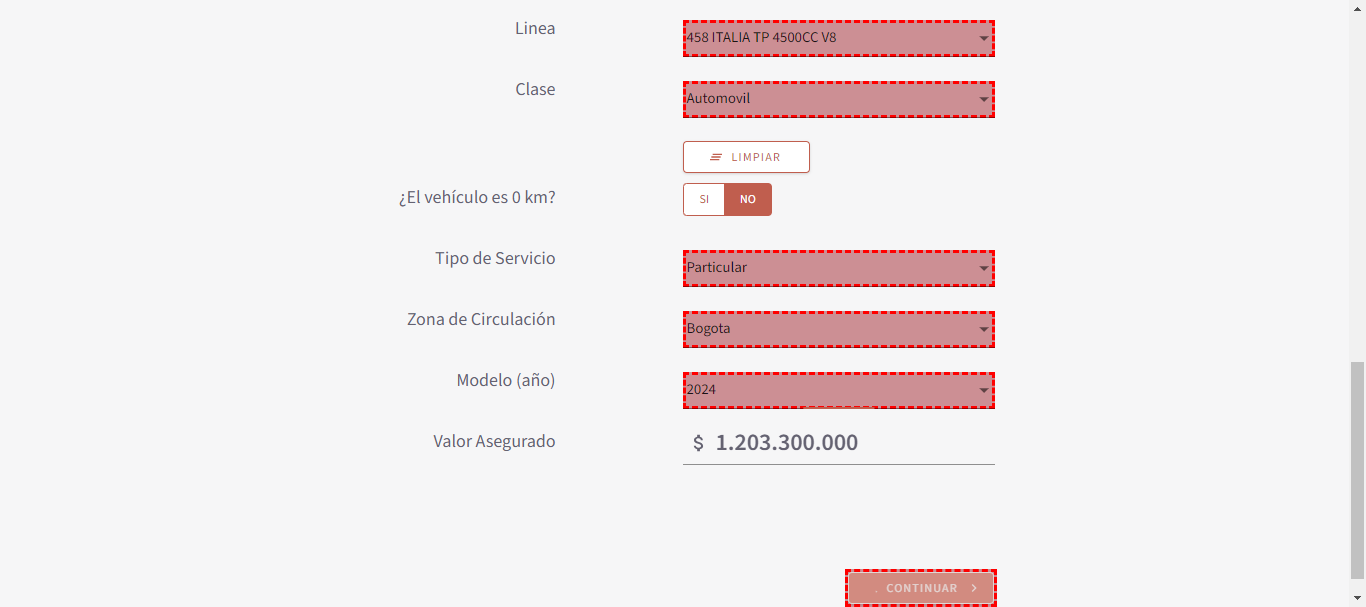 Linea
458 ITALIA TP 4500CC V8
Clase
Automovil
LIMPIAR
¿El vehículo es 0 km?
SI NO
Tipo de Servicio
Particular
Zona de Circulación
Bogota
Modelo (año)
2024
Valor Asegurado
$ 1.203.300.000
CONTINUAR